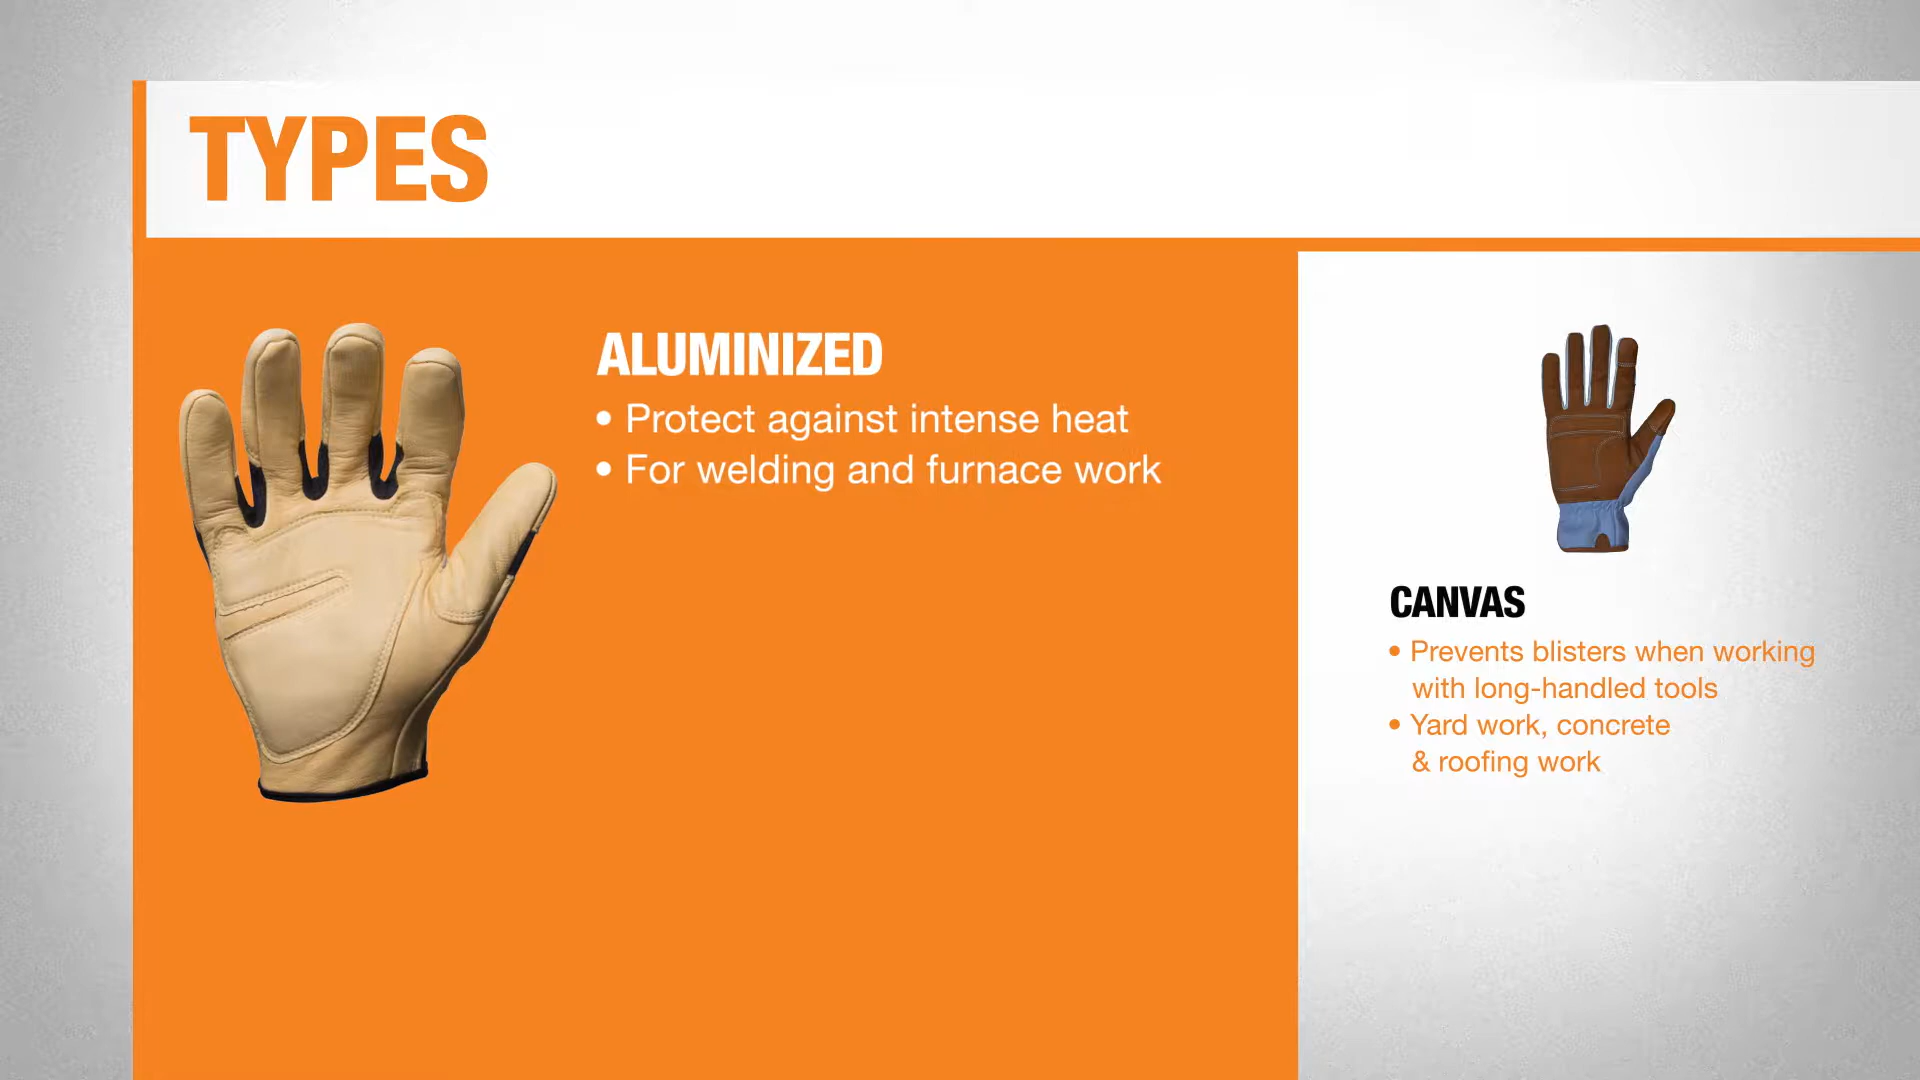 TYPES
ALUMINIZED
• Protect against intense heat
• For welding and furnace work
CANVAS
• Prevents blisters when working
with long-handled tools
• Yard work, concrete
& roofing work